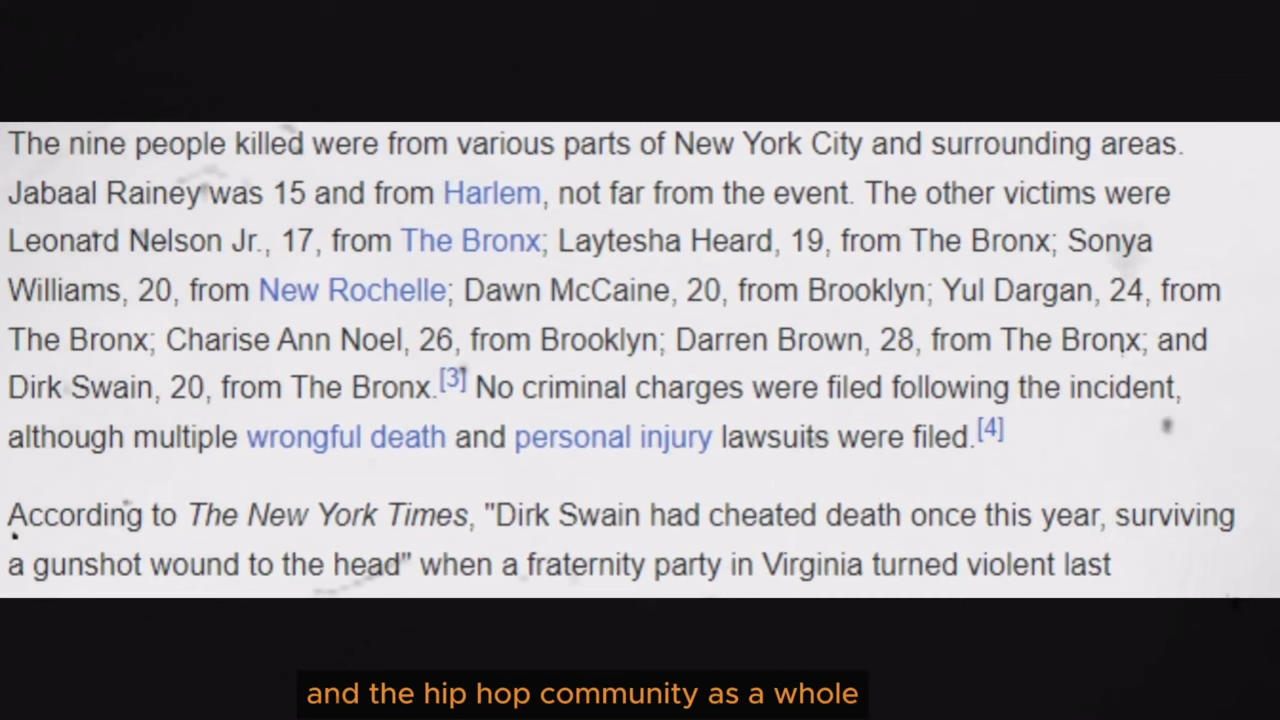 The nine people killed were from various parts of New York City and surrounding areas.
Jabaal Rainey was 15 and from Harlem, not far from the event. The other victims were
Leonard Nelson Jr., 17, from The Bronx; Laytesha Heard, 19, from The Bronx; Sonya
Williams, 20, from New Rochelle; Dawn McCaine, 20, from Brooklyn; Yul Dargan, 24, from
The Bronx; Charise Ann Noel, 26, from Brooklyn; Darren Brown, 28, from The Bronx; and
Dirk Swain, 20, from The Bronx.[3] No criminal charges were filed following the incident,
although multiple wrongful death and personal injury lawsuits were filed.[4]
According to The New York Times, "Dirk Swain had cheated death once this year, surviving
a gunshot wound to the head" when a fraternity party in Virginia turned violent last
and the hip hop community as a whole